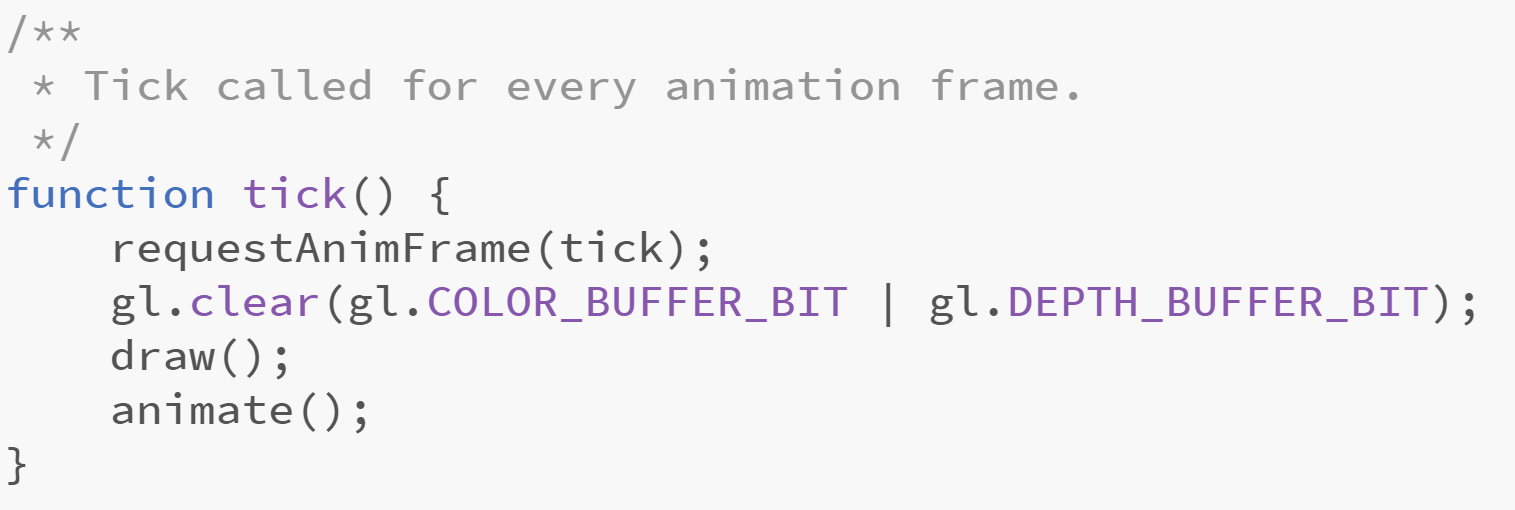 /**
 * Tick called for every animation frame.
 */
function tick() {
    requestAnimFrame(tick);
    gl.clear(gl.COLOR_BUFFER_BIT | gl.DEPTH_BUFFER_BIT);
    draw();
    animate();
}